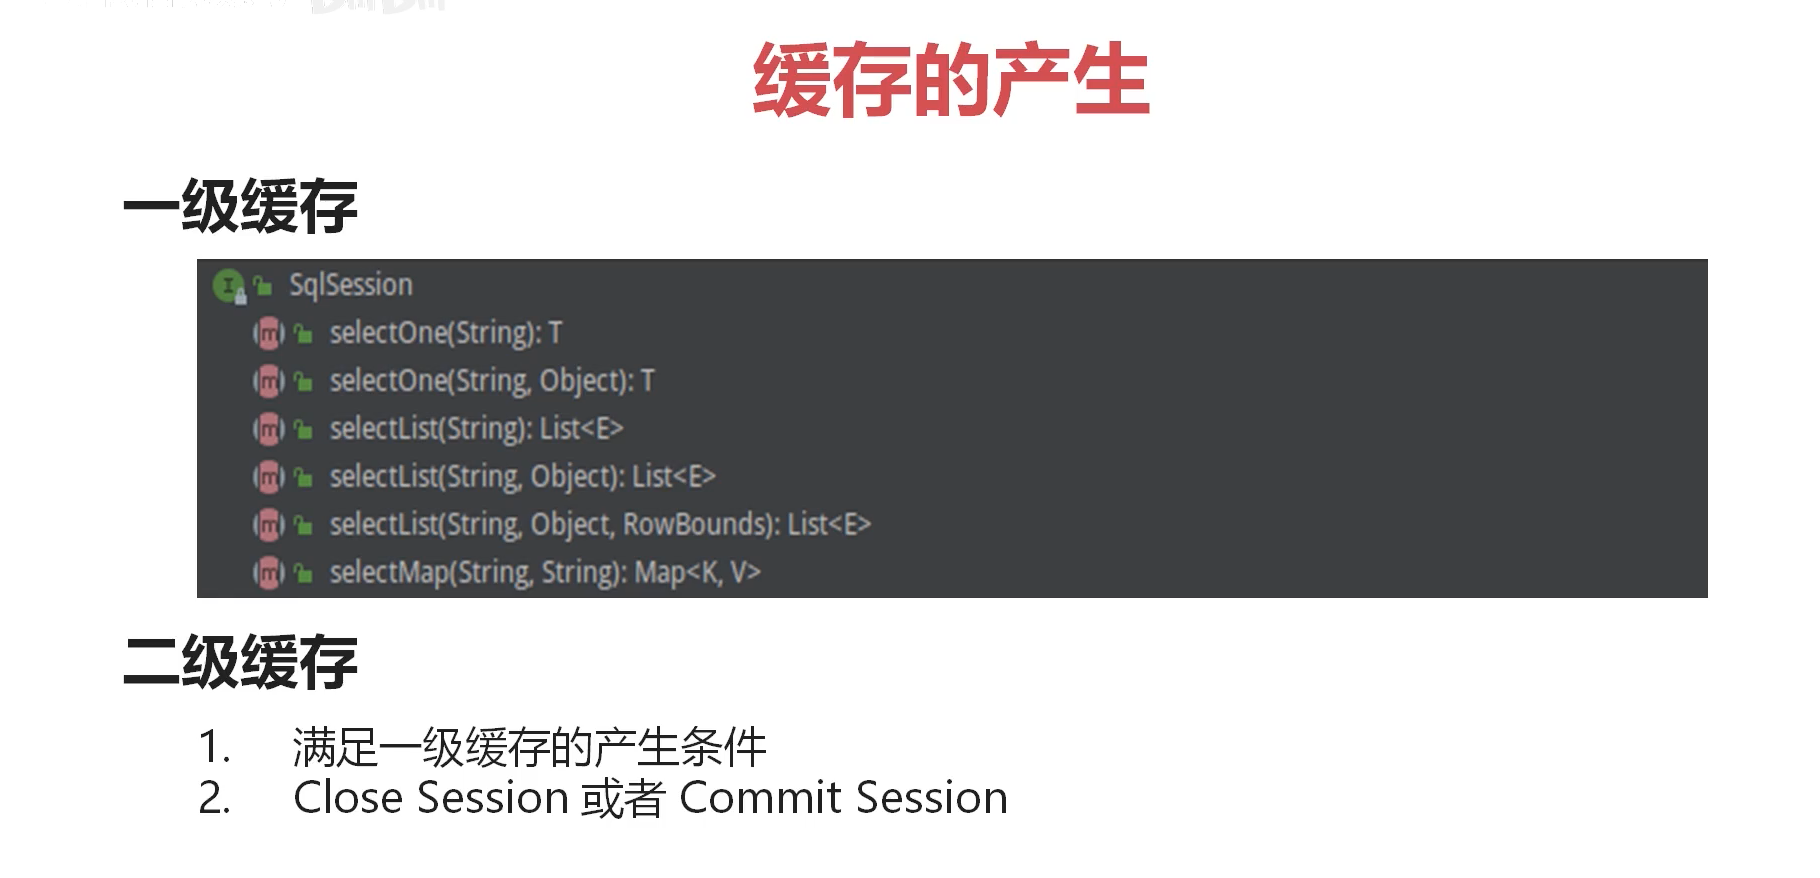 缓存的产生
一级缓存
SqlSession
selectOne(String): T
selectOne(String, Object): T
selectList(String): List<E>
selectList(String, Object): List<E>
selectList(String, Object, RowBounds): List<E>
selectMap(String, String): Map<K, V>
二级缓存
1. 满足一级缓存的产生条件
2. Close Session 或者 Commit Session